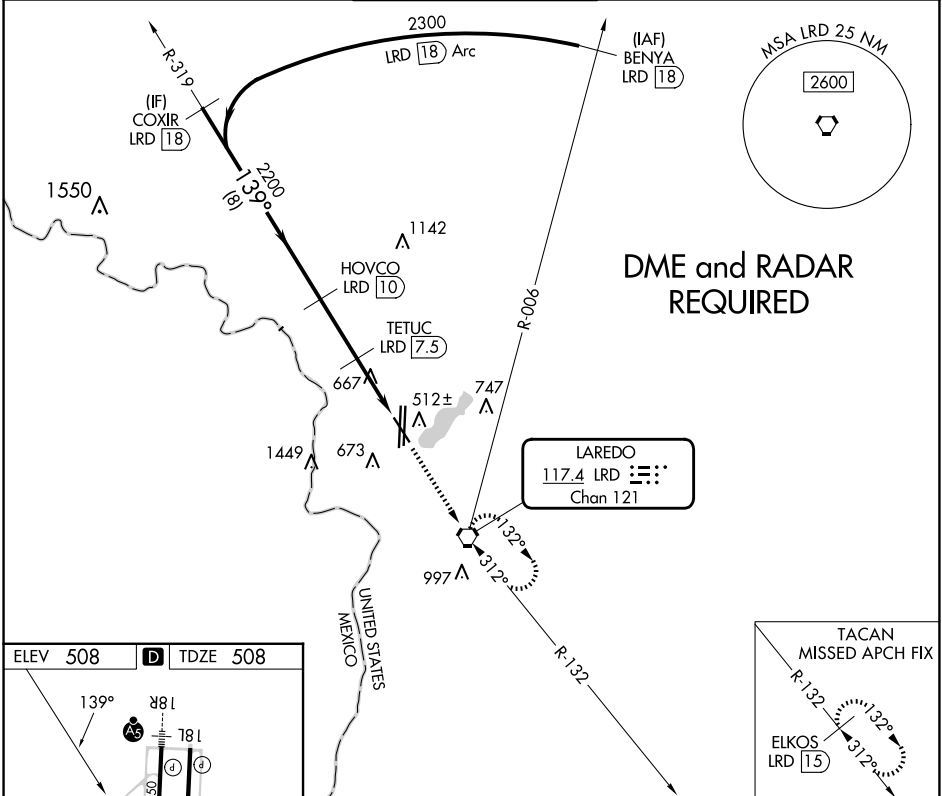 2300
LRD 18 Arc
(IAF)
BENYA
LRD 18
MSA LRD 25 NM
2600
R-319
(IF)
COXIR
LRD 18
2200
139°
(8)
1550
1142
DME and RADAR
REQUIRED
HOVCO
LRD 10
R-006
TETUC
LRD 7.5
667
512±
747
1449
673
LAREDO
117.4 LRD
Chan 121
132°
312°
997
UNITED STATES
MEXICO
R-132
ELEV 508 D TDZE 508
139°
18R
A5
18L
P
P
50
TACAN
MISSED APCH FIX
R-132
132°
312°
ELKOS
LRD 15